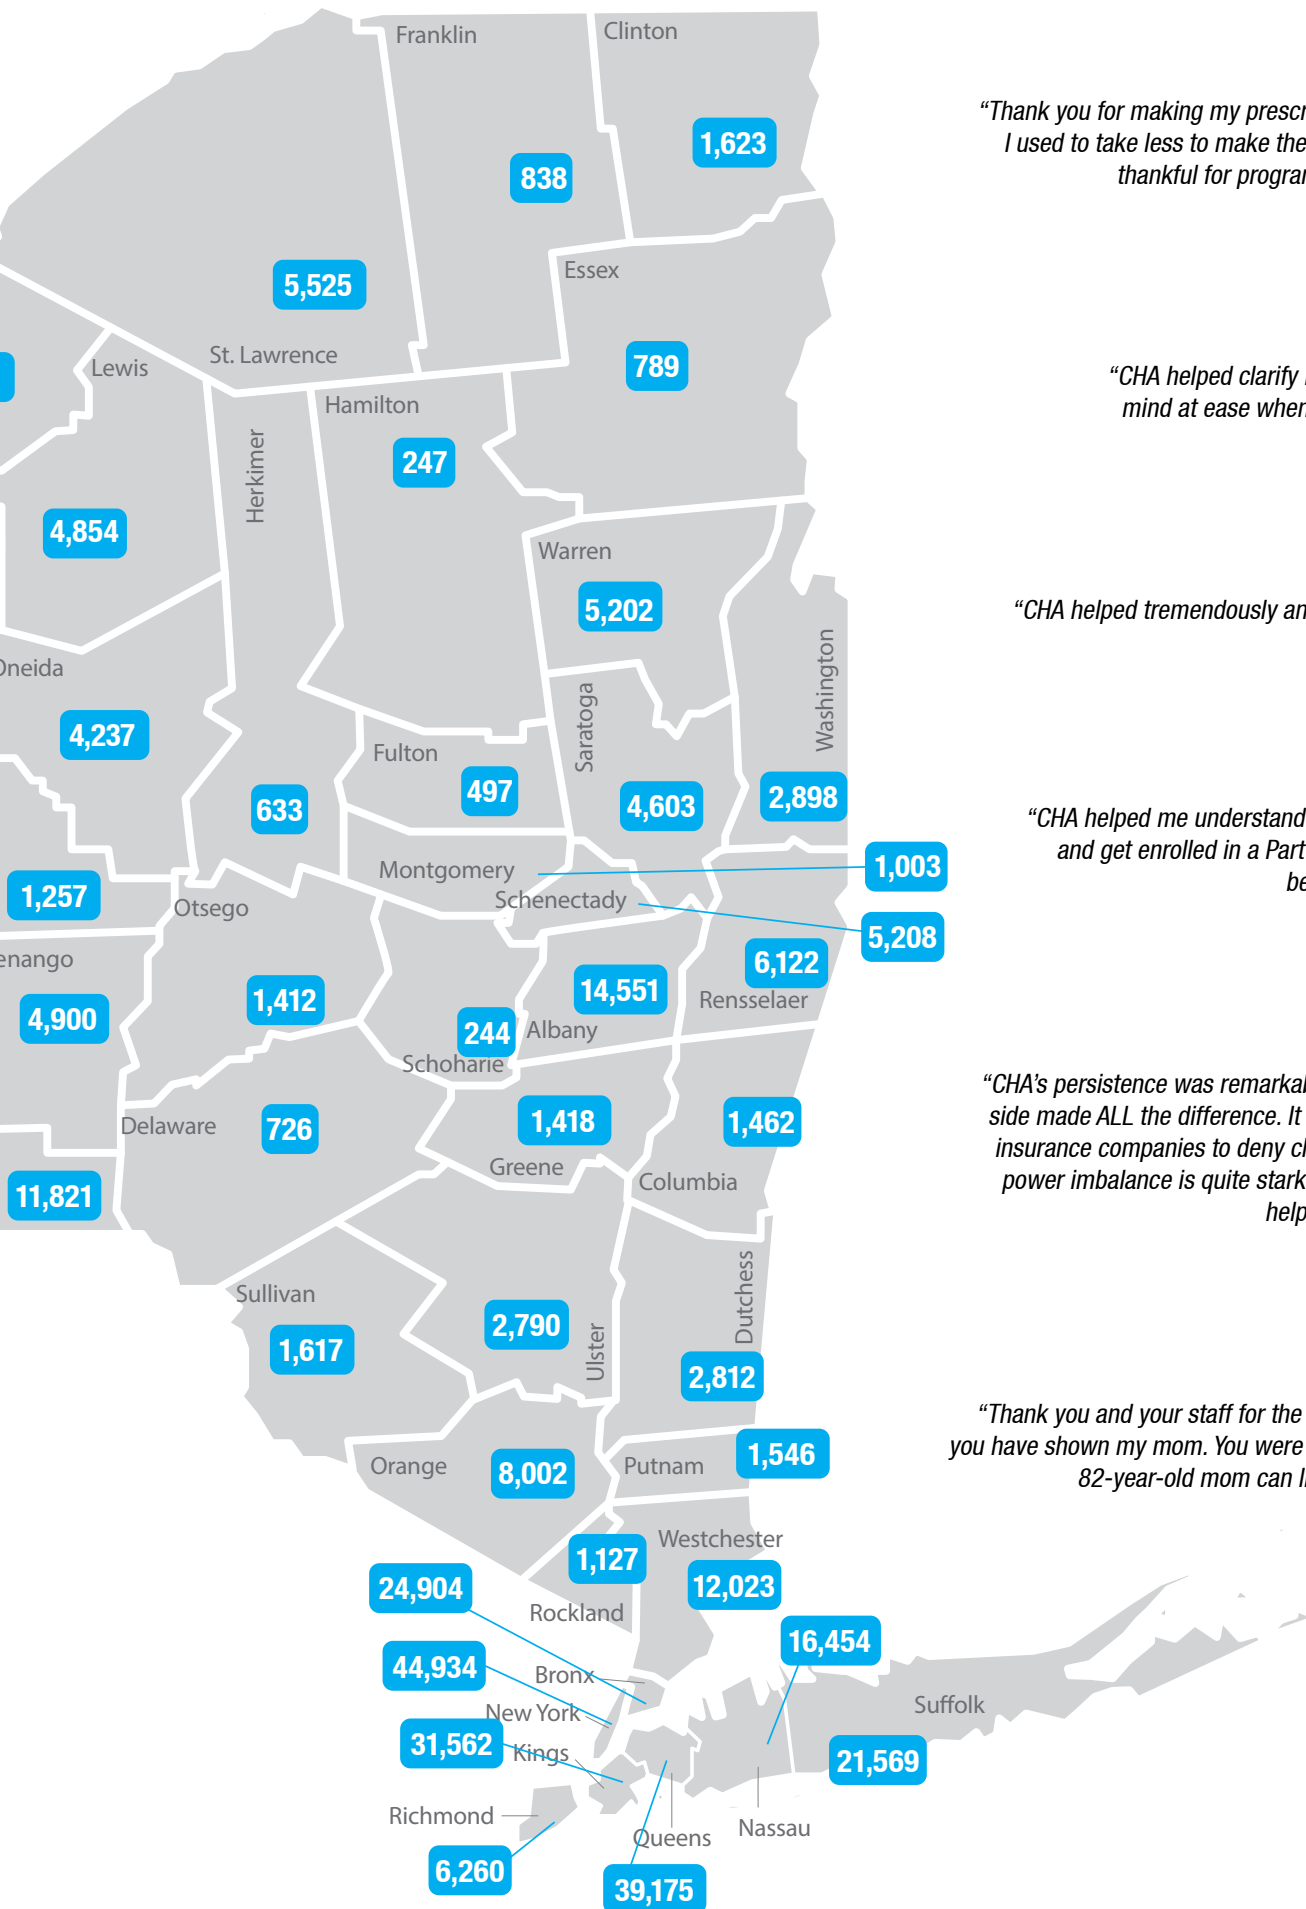 Franklin
Clinton
1,623
838
Essex
5,525
St. Lawrence
789
Lewis
Hamilton
247
Herkimer
4,854
Warren
5,202
Washington
Saratoga
4,237
Fulton
497
633
4,603
2,898
Montgomery
1,003
Schenectady
5,208
1,257
Otsego
6,122
Rensselaer
4,900
1,412
14,551
244
Albany
Schoharie
Delaware
726
1,418
1,462
Greene
Columbia
11,821
Sullivan
1,617
2,790
Ulster
Dutchess
2,812
Orange
8,002
Putnam
1,546
Westchester
1,127
12,023
24,904
Rockland
16,454
44,934
Bronx
New York
31,562
Kings
Suffolk
21,569
Richmond
Queens
Nassau
6,260
39,175
“Thank you for making my
I used to take less to make
thankful for
“CHA helped clarify
mind at ease
“CHA helped tremendously
“CHA helped me understand
and get enrolled in a Part
“CHA’s persistence was
side made ALL the difference. It
insurance companies to deny
power imbalance is quite stark
“Thank you and your staff for the
you have shown my mom. You were
82-year-old mom can